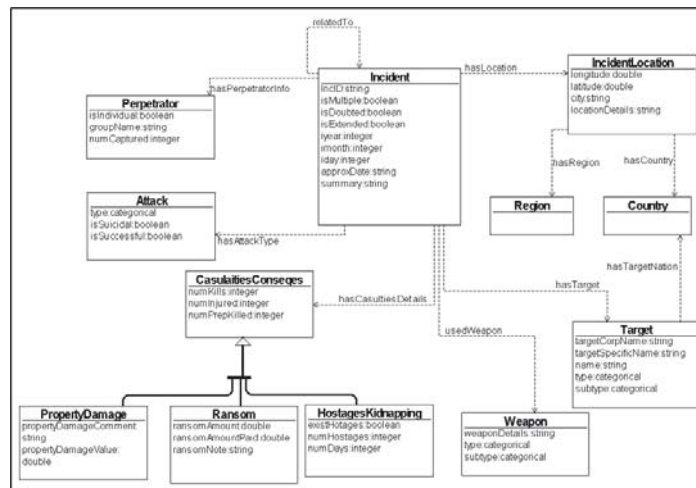 relatedTo
Incident
incID:string
isMultiple:boolean
isDoubted:boolean
isExtended:boolean
iyear:integer
imonth:integer
iday:integer
approxDate:string
summary:string
hasLocation
IncidentLocation
longitude:double
latitude:double
city:string
locationDetails:string
hasPerpetratorInfo
Perpetrator
isIndividual:boolean
groupName:string
numCaptured:integer
hasRegion
hasCountry
Region
Country
Attack
type:categorical
isSuicidal:boolean
isSuccessful:boolean
hasAttackType
hasTargetNation
CasulaitiesConseqes
numKills:integer
numInjured:integer
numPrepKilled:integer
hasCasultiesDetails
hasTarget
usedWeapon
Target
targetCorpName:string
targetSpecificName:string
name:string
type:categorical
subtype:categorical
PropertyDamage
propertyDamageComment:
string
propertyDamageValue:
double
Ransom
ransomAmount:double
ransomAmountPaid:double
ransomNote:string
HostagesKidnapping
existHotages:boolean
numHostages:integer
numDays:integer
Weapon
weaponDetails:string
type:categorical
subtype:categorical